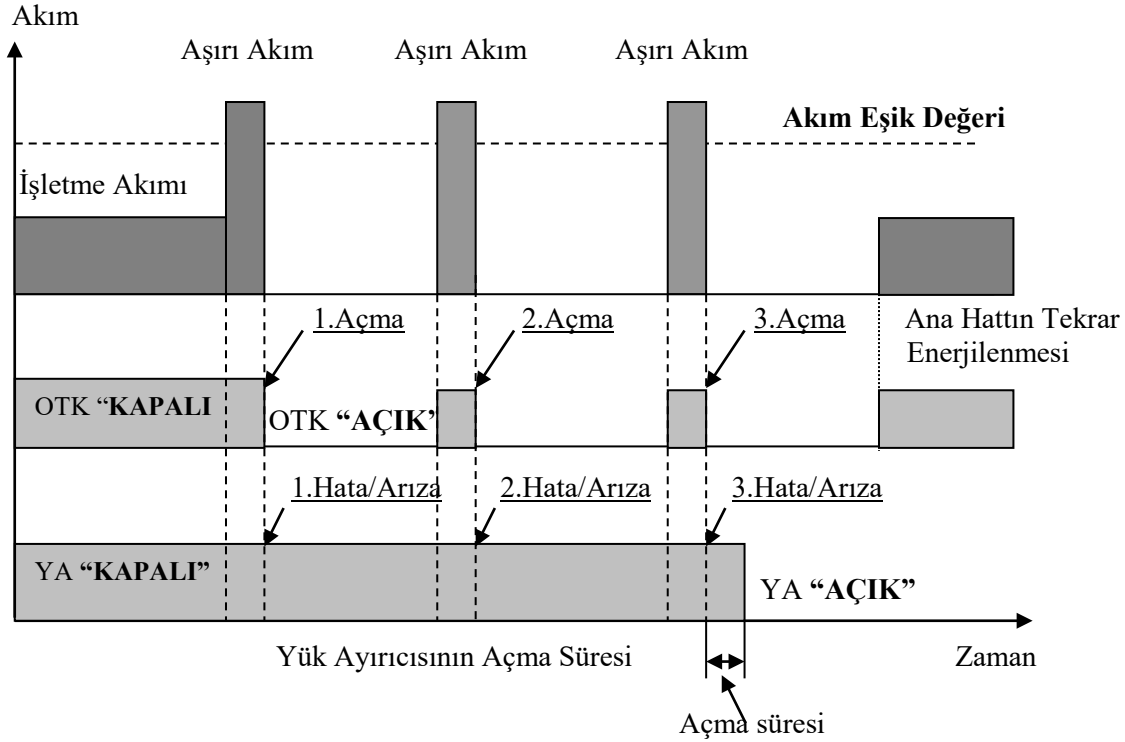 Akım
Aşırı Akım Aşırı Akım Aşırı Akım
Akım Eşik Değeri
İşletme Akımı
1.Açma 2.Açma 3.Açma
Ana Hattın Tekrar
Enerjilenmesi
OTK “KAPALI
OTK “AÇIK”
1.Hata/Arıza 2.Hata/Arıza 3.Hata/Arıza
YA “KAPALI”
YA “AÇIK”
Yük Ayırıcısının Açma Süresi
Zaman
Açma süresi